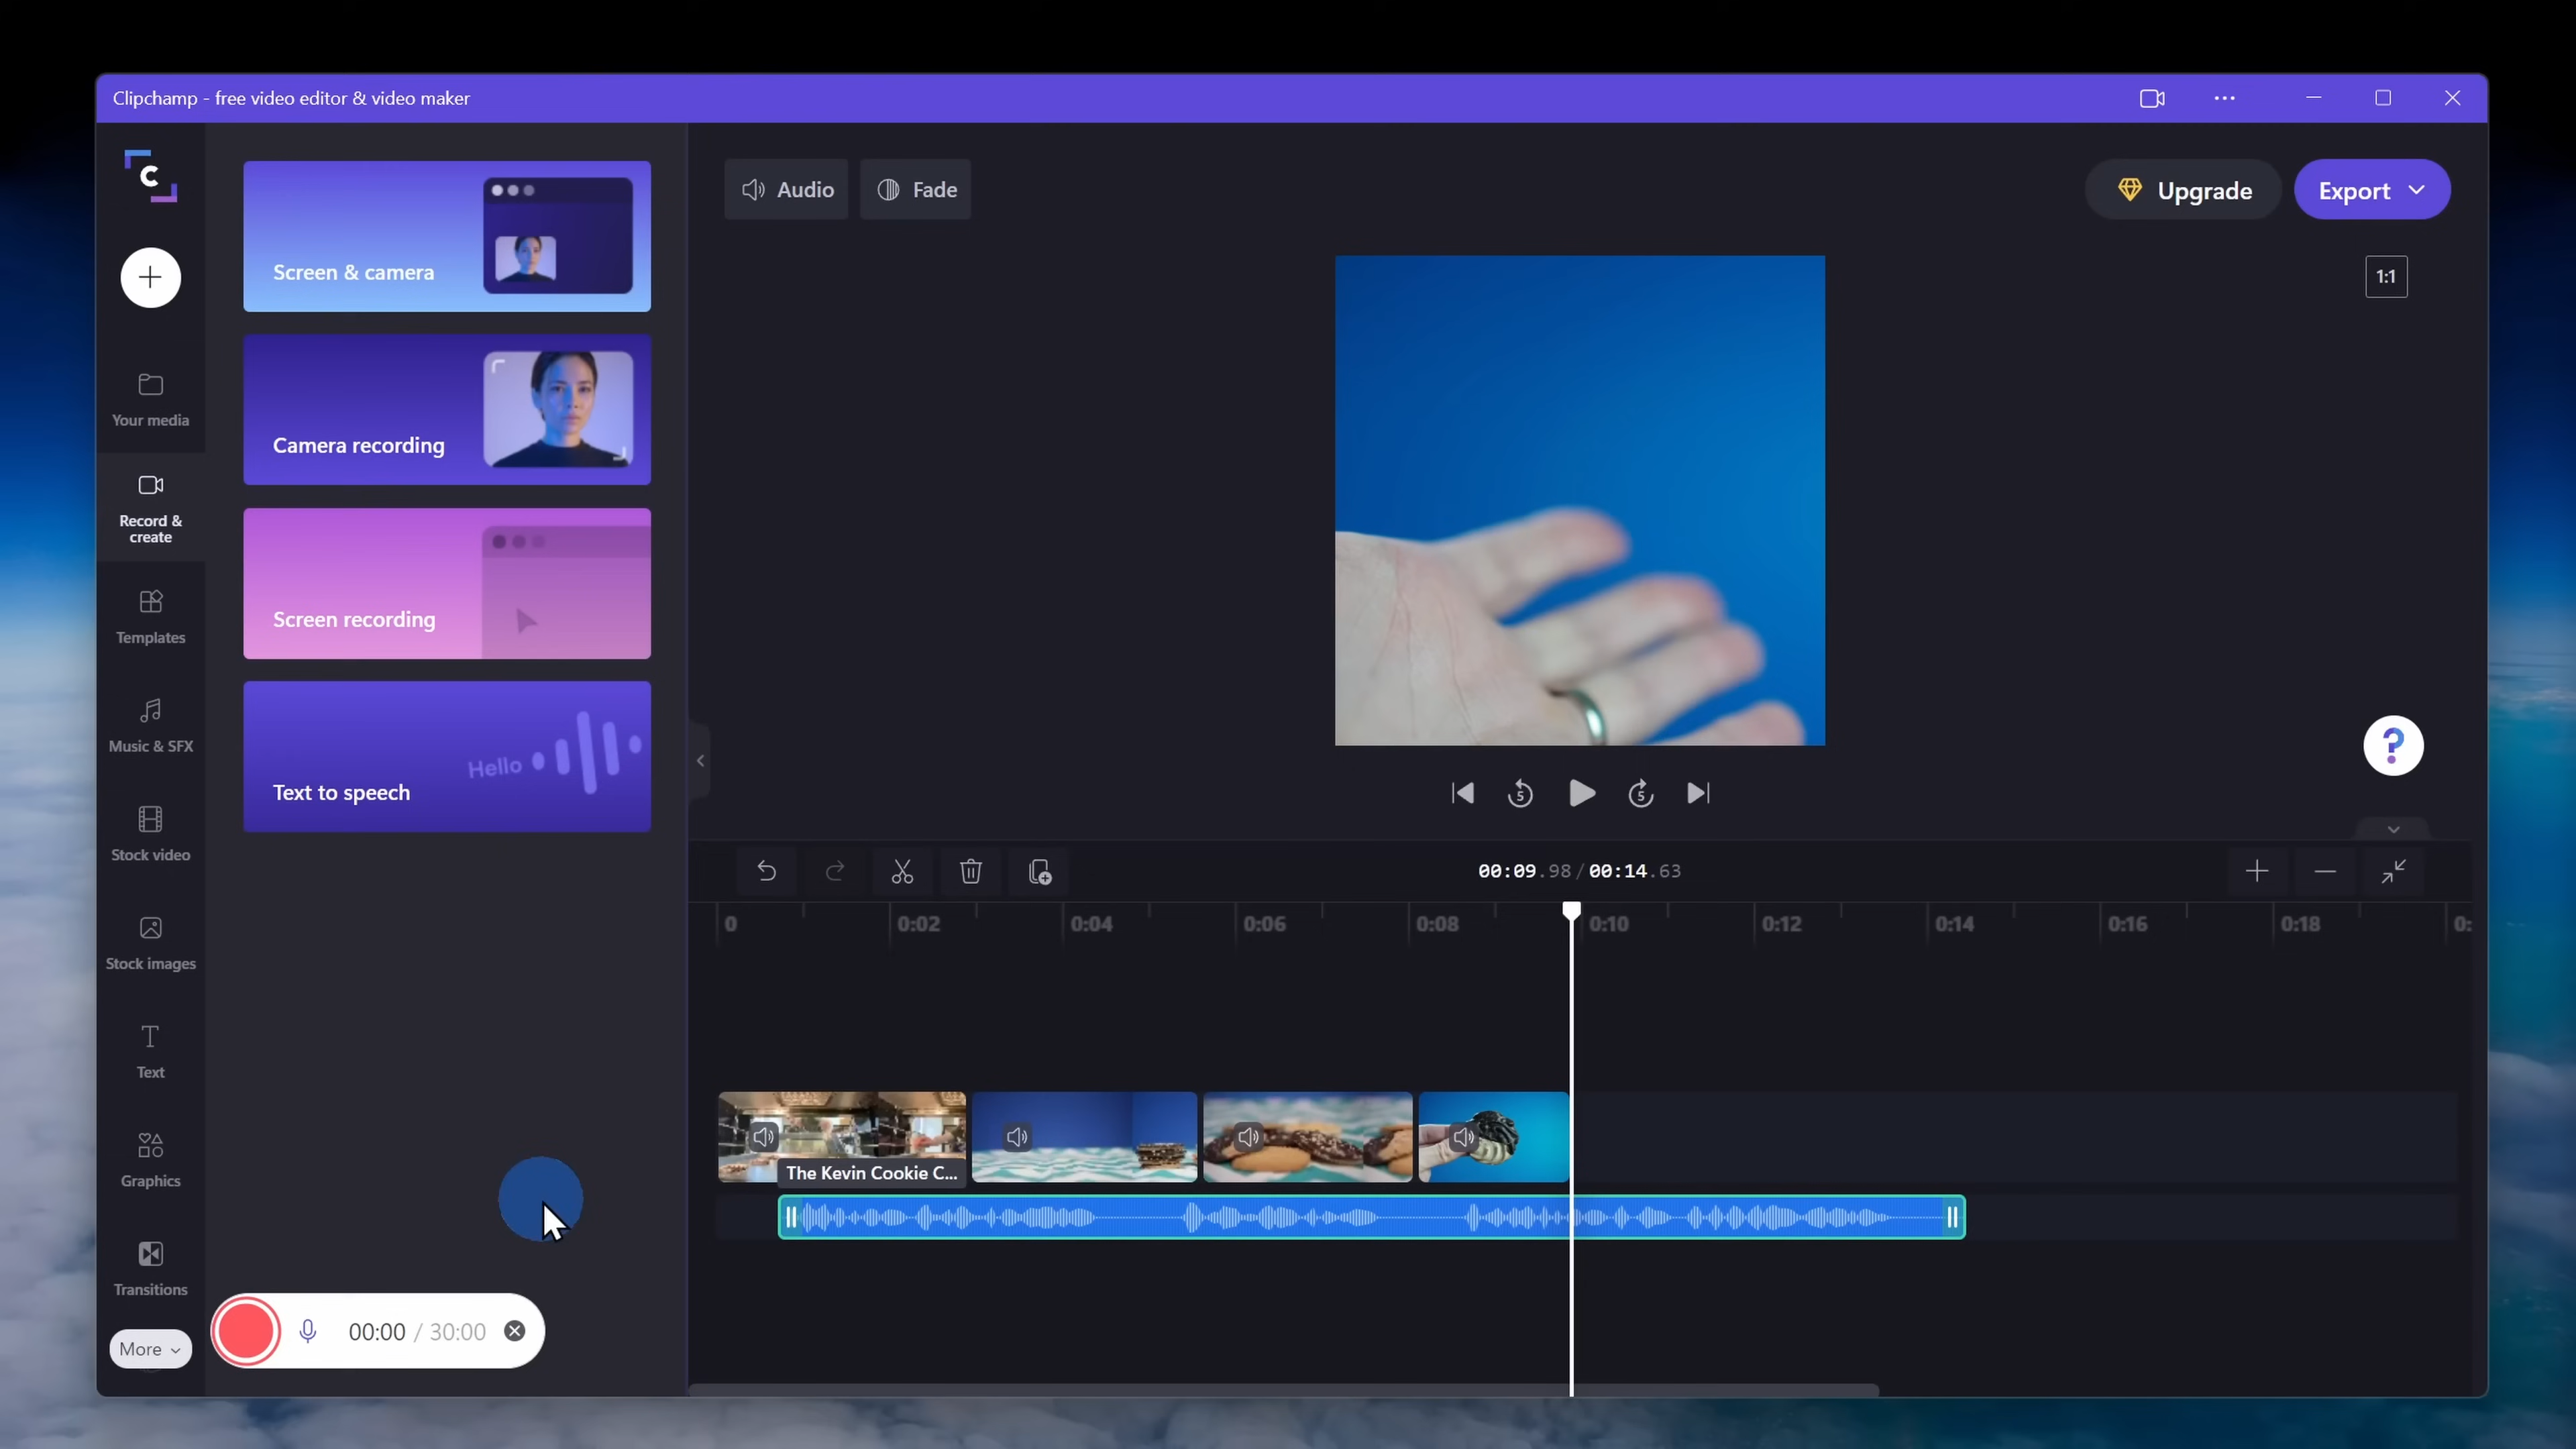 Clipchamp - free video editor & video maker
C
Audio
Fade
Upgrade
Export
1:1
Your media
Record &
create
Templates
Music & SFX
Stock video
Stock images
Text
Graphics
Transitions
More
Screen & camera
Camera recording
Screen recording
Hello
Text to speech
5
5
?
00:09.98 / 00:14.63
0
0:02
0:04
0:06
0:08
0:10
0:12
0:14
0:16
0:18
0:
The Kevin Cookie C...
00:00 / 30:00